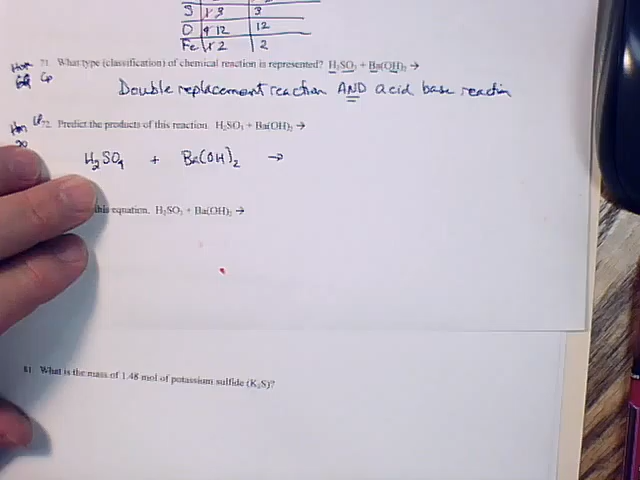 S 1 3 3
O 4 12 12
Fe 1 2 2
71. What type (classification) of chemical reaction is represented? H₂SO₃ + Ba(OH)₂ →
Double replacement reaction AND acid base reaction
72. Predict the products of this reaction. H₂SO₃ + Ba(OH)₂ →
H₂SO₄ + Ba(OH)₂ →
this equation. H₂SO₃ + Ba(OH)₂ →
81. What is the mass of 1.48 mol of potassium sulfide (K₂S)?